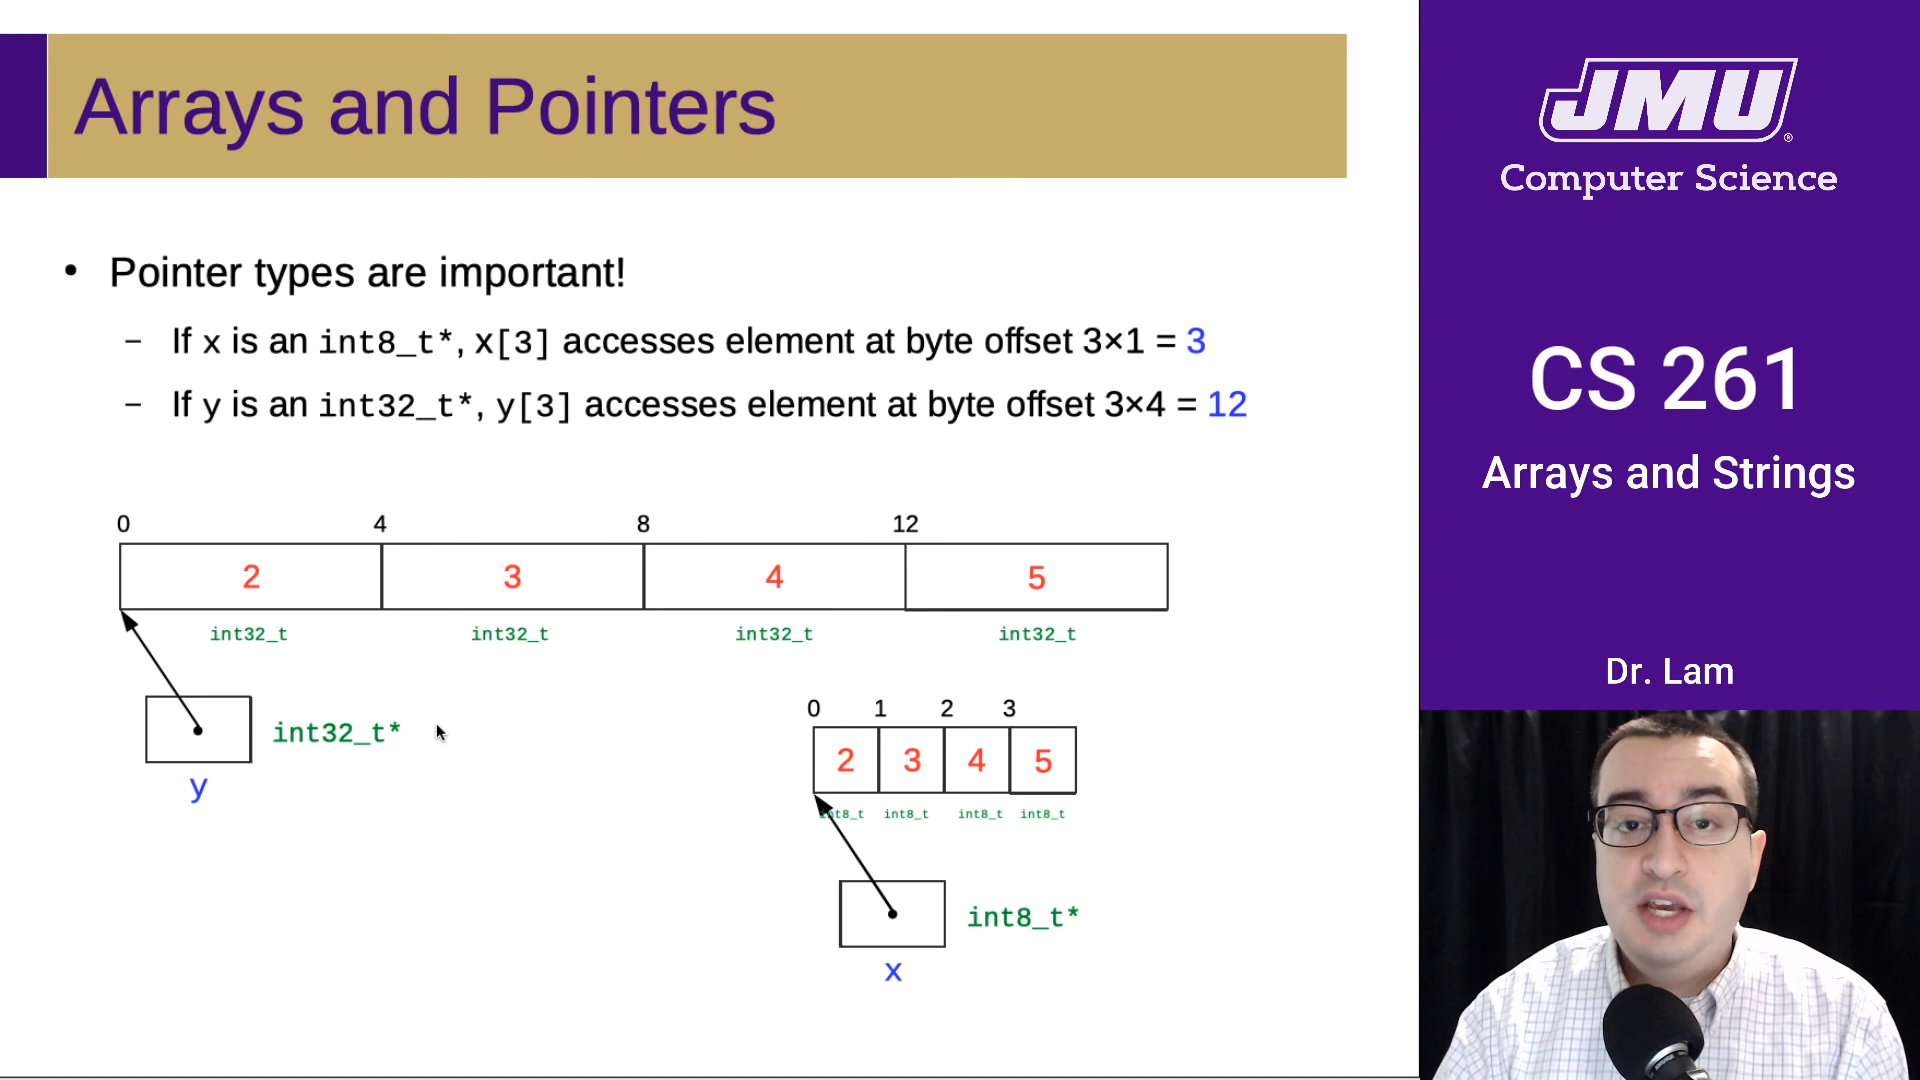 Arrays and Pointers
• Pointer types are important!
– If x is an int8_t*, x[3] accesses element at byte offset 3×1 = 3
– If y is an int32_t*, y[3] accesses element at byte offset 3×4 = 12
0 4 8 12
2 3 4 5
int32_t int32_t int32_t int32_t
int32_t*
y
0 1 2 3
2 3 4 5
int8_t int8_t int8_t int8_t
int8_t*
x
JMU®
Computer Science
CS 261
Arrays and Strings
Dr. Lam